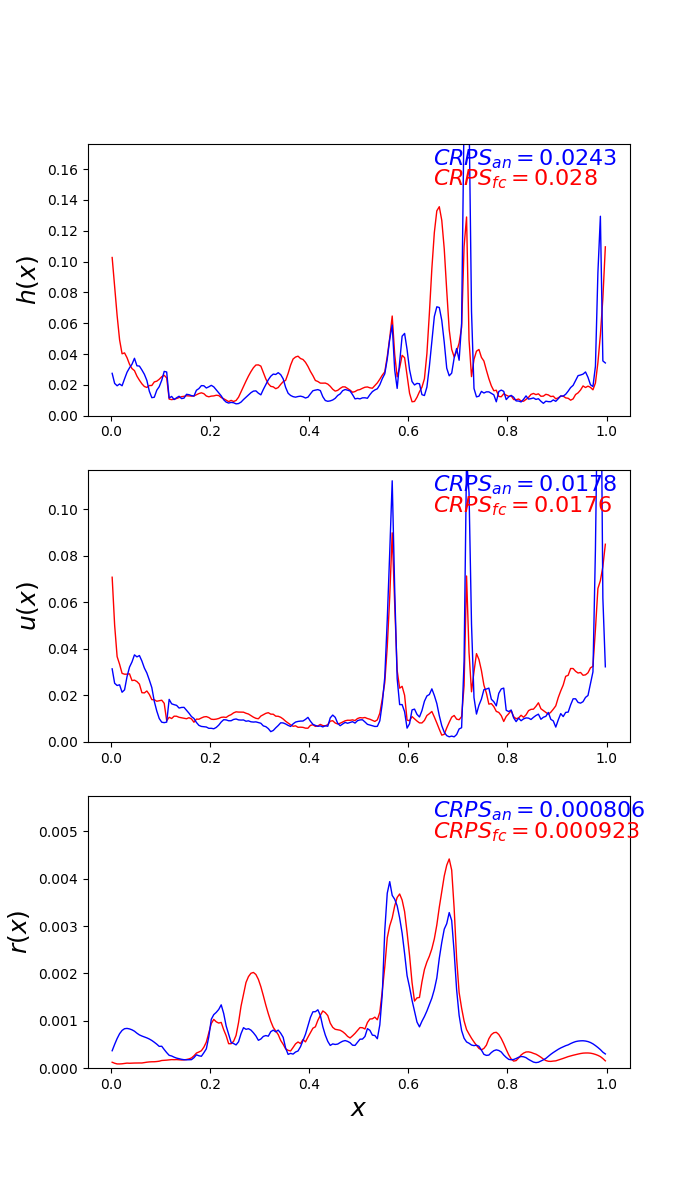 CRPS_an = 0.0243
CRPS_fc = 0.028
0.16
0.14
0.12
0.10
0.08
0.06
0.04
0.02
0.00
h(x)
0.0 0.2 0.4 0.6 0.8 1.0
CRPS_an = 0.0178
CRPS_fc = 0.0176
0.10
0.08
0.06
0.04
0.02
0.00
u(x)
0.0 0.2 0.4 0.6 0.8 1.0
CRPS_an = 0.000806
CRPS_fc = 0.000923
0.005
0.004
0.003
0.002
0.001
0.000
r(x)
0.0 0.2 0.4 0.6 0.8 1.0
x